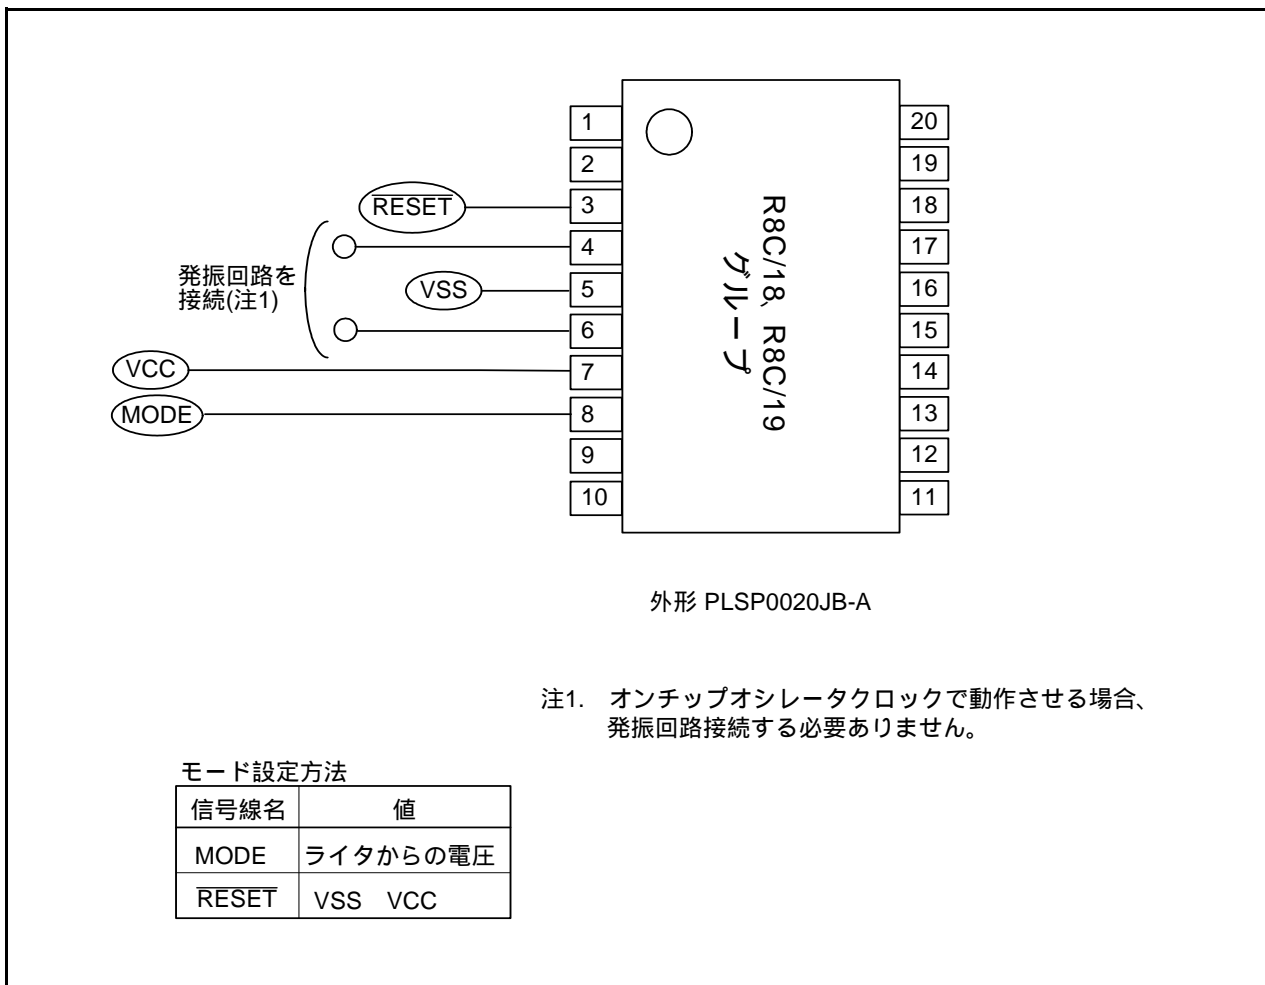 1
2
3
4
5
6
7
8
9
10
20
19
18
17
16
15
14
13
12
11
RESET
発振回路を
接続(注1)
VSS
VCC
MODE
R8C/18、R8C/19
グループ
外形 PLSP0020JB-A
注1. オンチップオシレータクロックで動作させる場合、
発振回路接続する必要ありません。
モード設定方法
信号線名 値
MODE ライタからの電圧
RESET VSS VCC